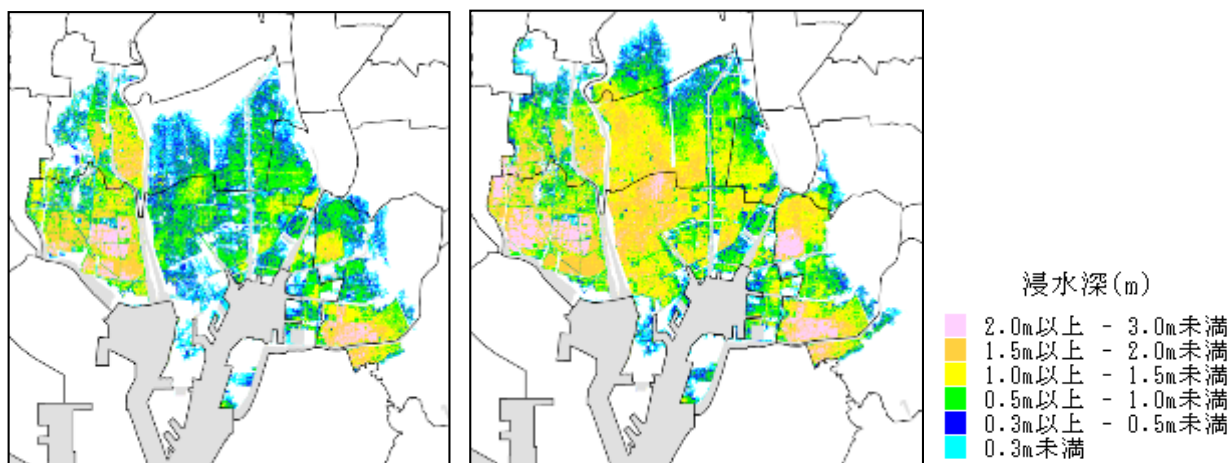 浸水深(m)
2.0m以上 - 3.0m未満
1.5m以上 - 2.0m未満
1.0m以上 - 1.5m未満
0.5m以上 - 1.0m未満
0.3m以上 - 0.5m未満
0.3m未満